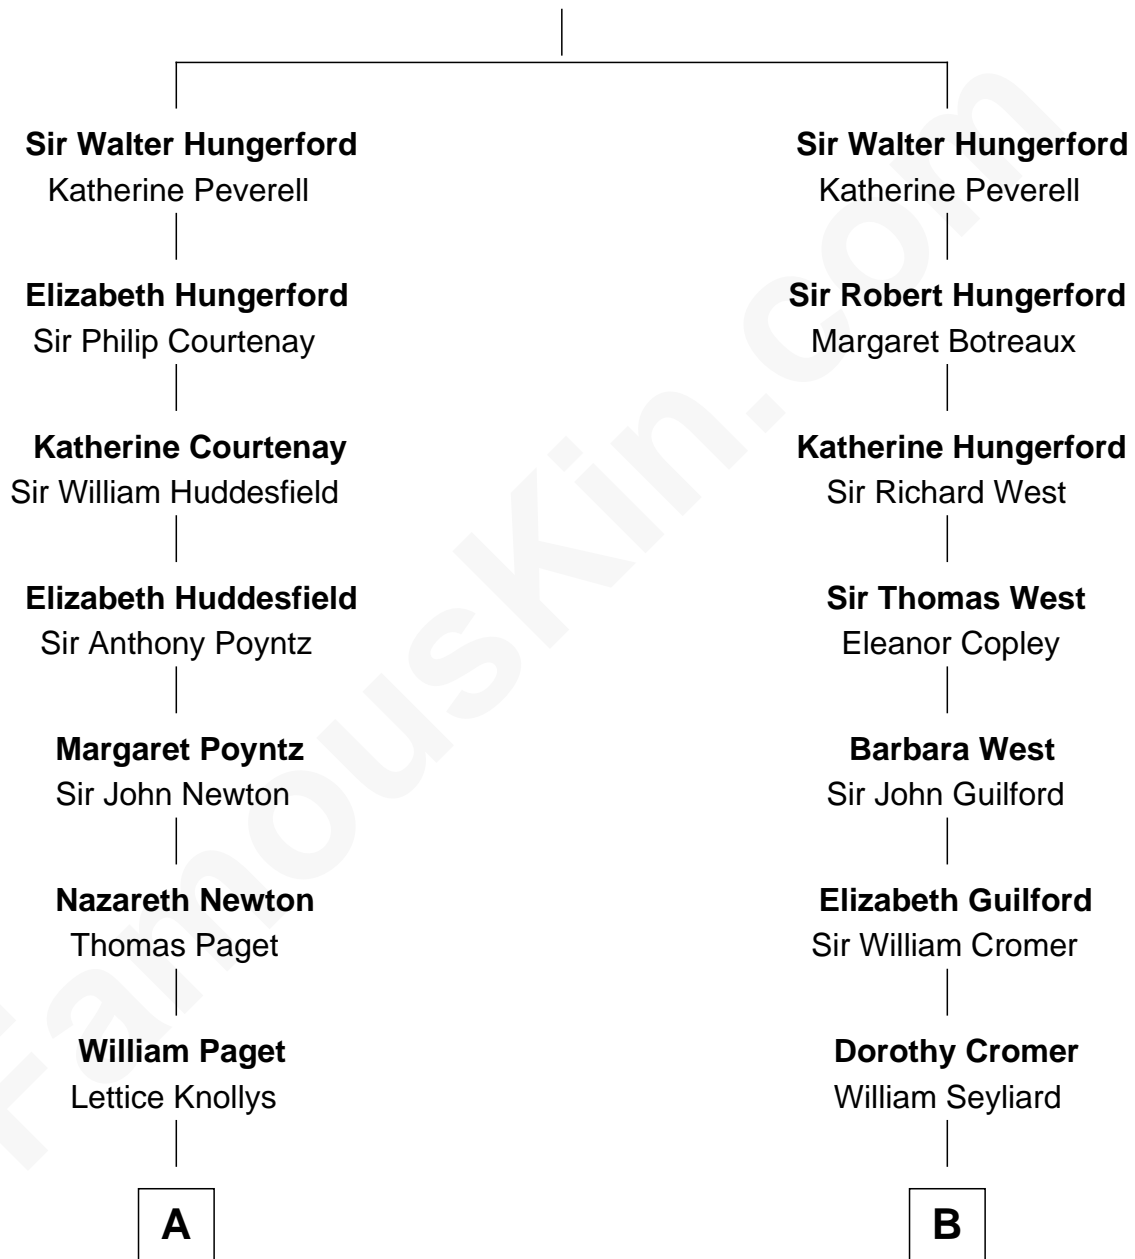 Sir Walter Hungerford
Katherine Peverell
Elizabeth Hungerford
Sir Philip Courtenay
Katherine Courtenay
Sir William Huddesfield
Elizabeth Huddesfield
Sir Anthony Poyntz
Margaret Poyntz
Sir John Newton
Nazareth Newton
Thomas Paget
William Paget
Lettice Knollys
A
Sir Walter Hungerford
Katherine Peverell
Sir Robert Hungerford
Margaret Botreaux
Katherine Hungerford
Sir Richard West
Sir Thomas West
Eleanor Copley
Barbara West
Sir John Guilford
Elizabeth Guilford
Sir William Cromer
Dorothy Cromer
William Seyliard
B
FamousKin.com